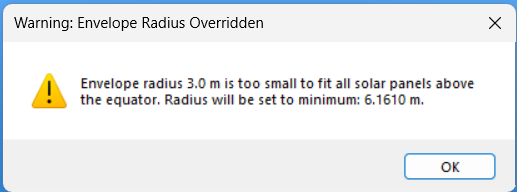 Warning: Envelope Radius Overridden
Envelope radius 3.0 m is too small to fit all solar panels above
the equator. Radius will be set to minimum: 6.1610 m.
OK